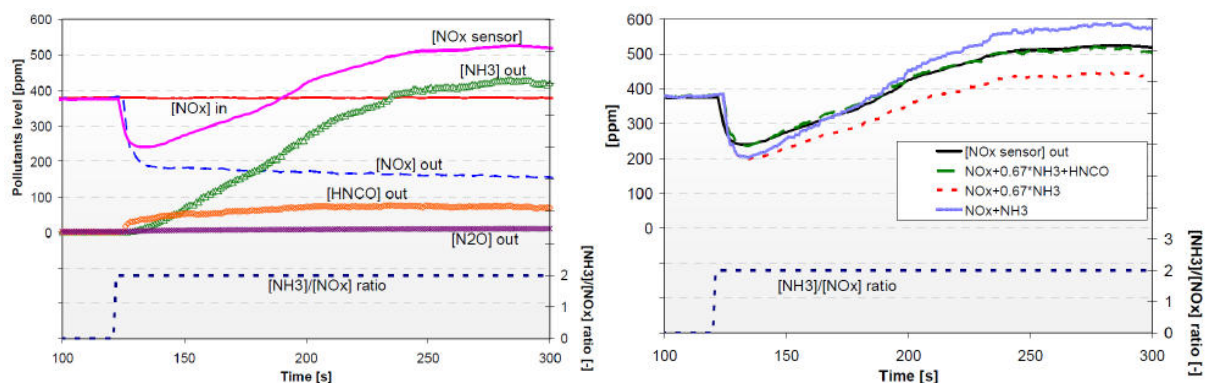 600
500
400
300
200
100
0
Pollutants level [ppm]
[NOx sensor]
[NH3] out
[NOx] in
[NOx] out
[HNCO] out
[N2O] out
[NH3]/[NOx] ratio
3
2
1
0
[NH3]/[NOx] ratio [-]
100 150 200 250 300
Time [s]
600
500
400
300
200
100
0
[ppm]
[NOx sensor] out
NOx+0.67*NH3+HNCO
NOx+0.67*NH3
NOx+NH3
[NH3]/[NOx] ratio
3
2
1
0
[NH3]/[NOx] ratio [-]
100 150 200 250 300
Time [s]